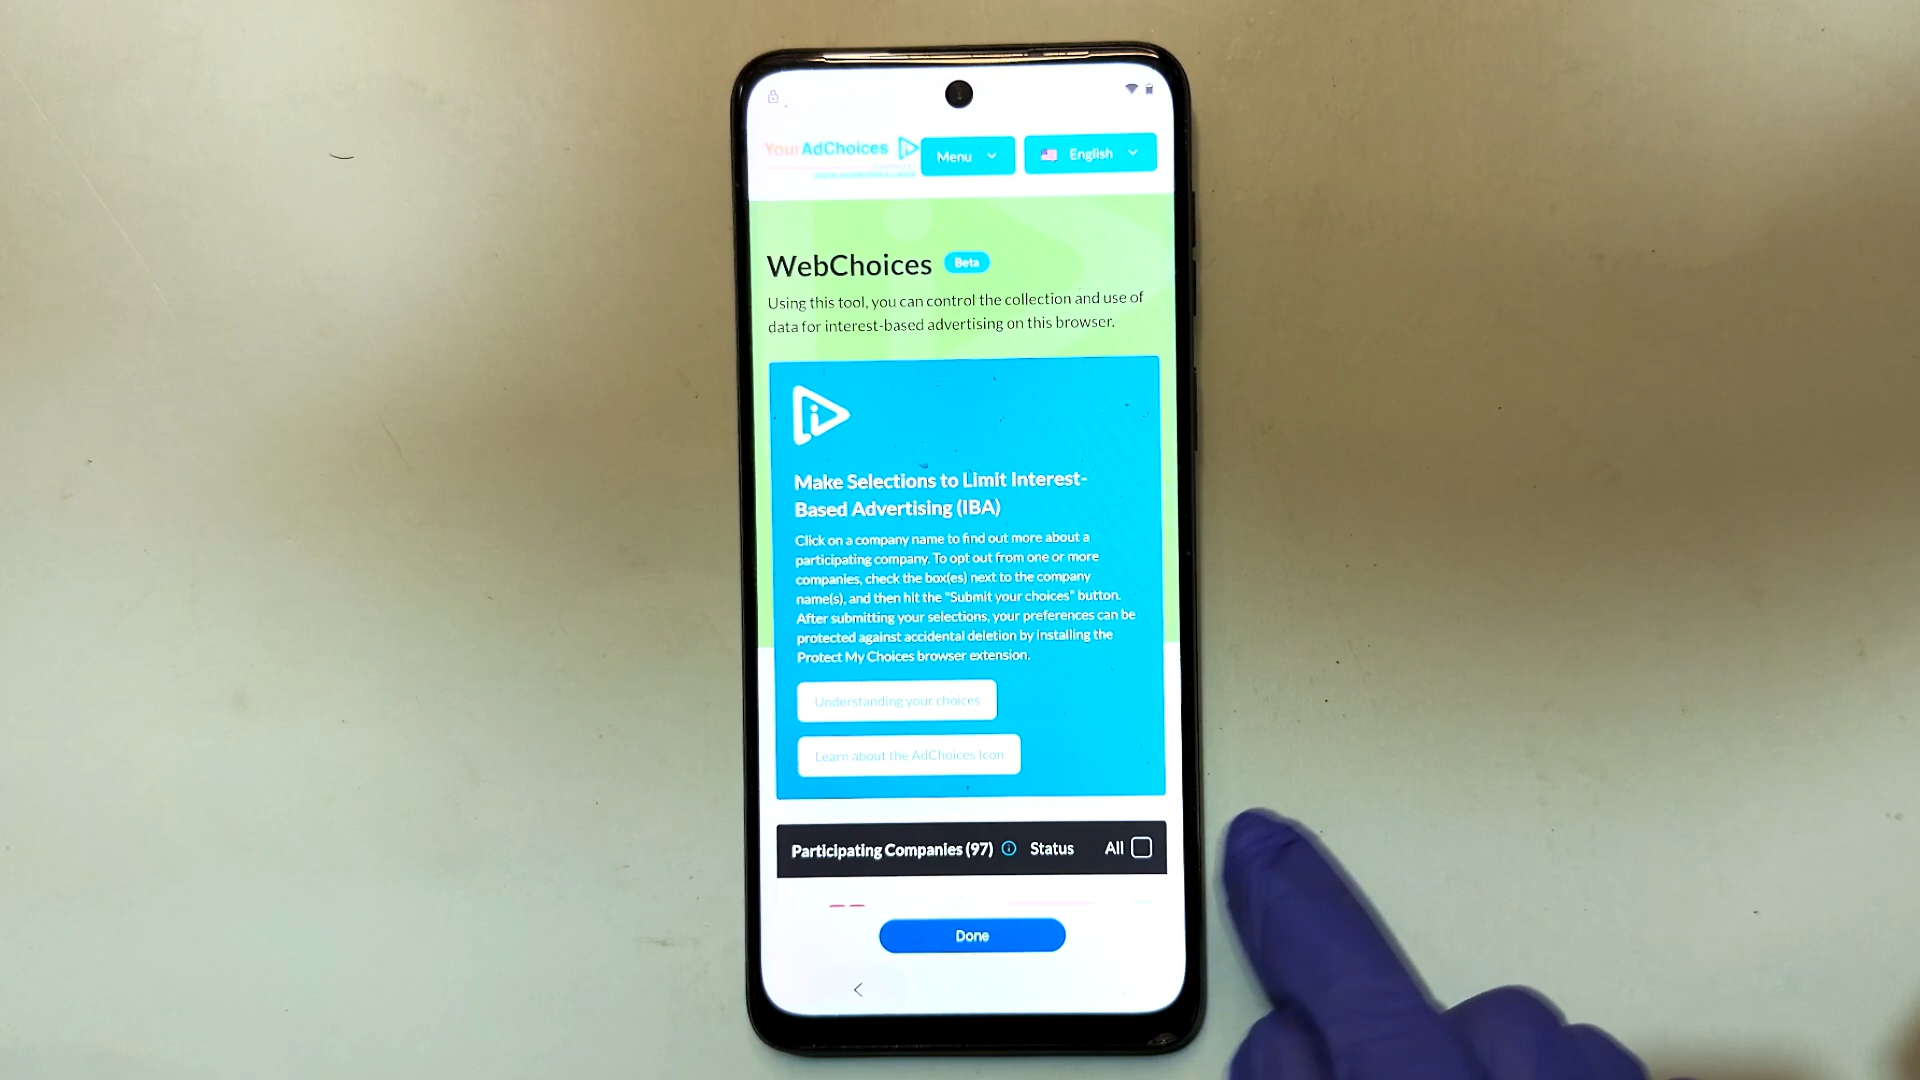 YourAdChoices
Menu
English
WebChoices Beta
Using this tool, you can control the collection and use of
data for interest-based advertising on this browser.
Make Selections to Limit Interest-
Based Advertising (IBA)
Click on a company name to find out more about a
participating company. To opt out from one or more
companies, check the box(es) next to the company
name(s), and then hit the "Submit your choices" button.
After submitting your selections, your preferences can be
protected against accidental deletion by installing the
Protect My Choices browser extension.
Understanding your choices
Learn about the AdChoices Icon
Participating Companies (97) Status All
Done